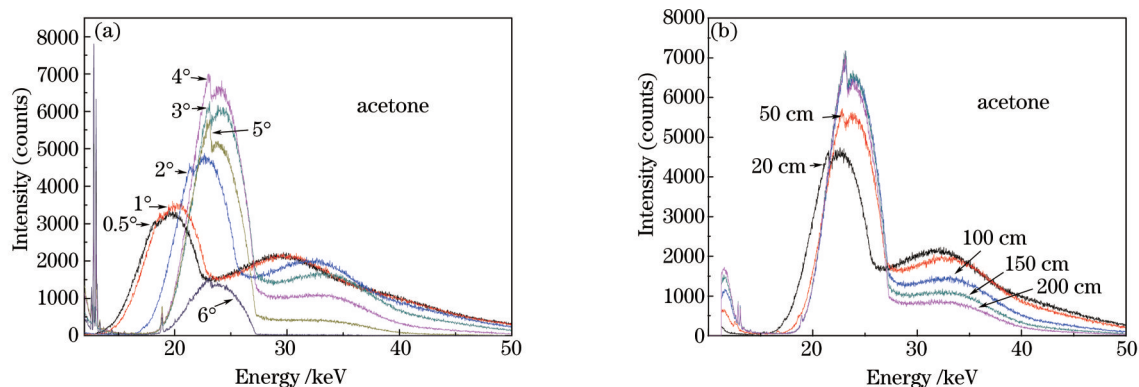 (a)
8000
7000
6000
5000
4000
3000
2000
1000
0
Intensity (counts)
4°
3°
5°
2°
1°
0.5°
6°
acetone
20
30
40
50
Energy /keV
(b)
8000
7000
6000
5000
4000
3000
2000
1000
0
Intensity (counts)
50 cm
20 cm
acetone
100 cm
150 cm
200 cm
20
30
40
50
Energy /keV